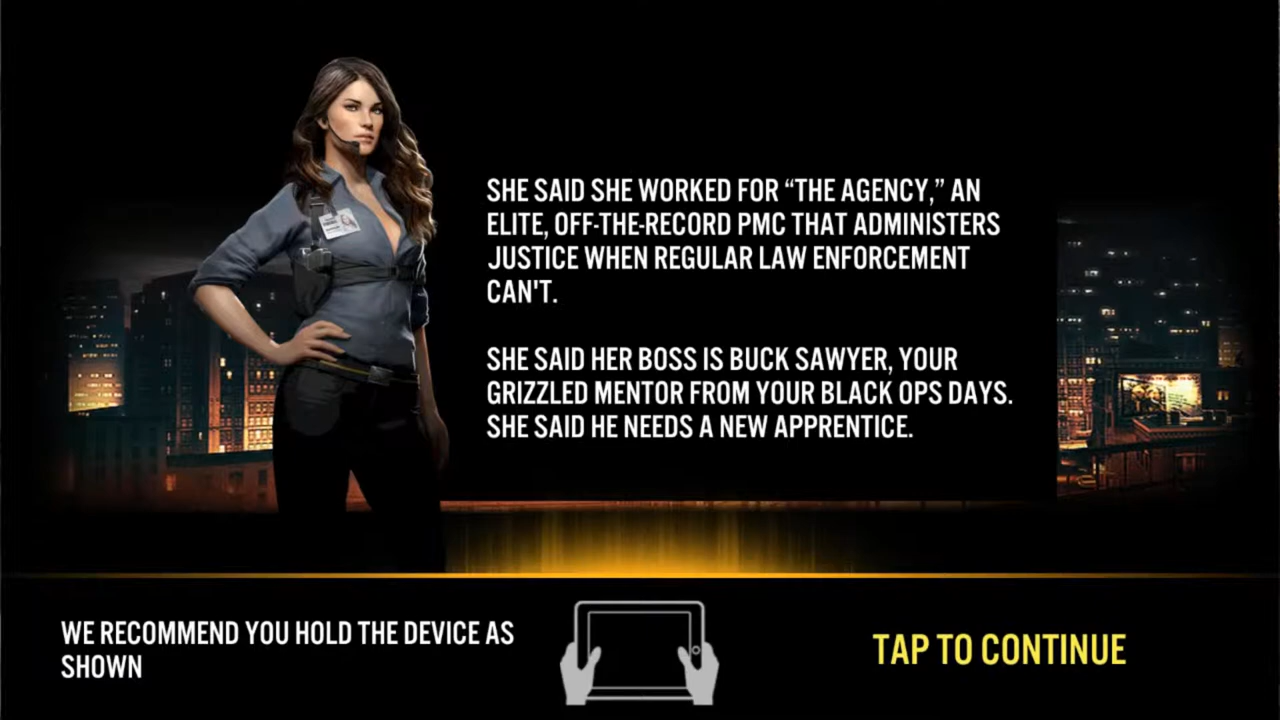 SHE SAID SHE WORKED FOR “THE AGENCY,” AN
ELITE, OFF-THE-RECORD PMC THAT ADMINISTERS
JUSTICE WHEN REGULAR LAW ENFORCEMENT
CAN'T.
SHE SAID HER BOSS IS BUCK SAWYER, YOUR
GRIZZLED MENTOR FROM YOUR BLACK OPS DAYS.
SHE SAID HE NEEDS A NEW APPRENTICE.
WE RECOMMEND YOU HOLD THE DEVICE AS
SHOWN
TAP TO CONTINUE